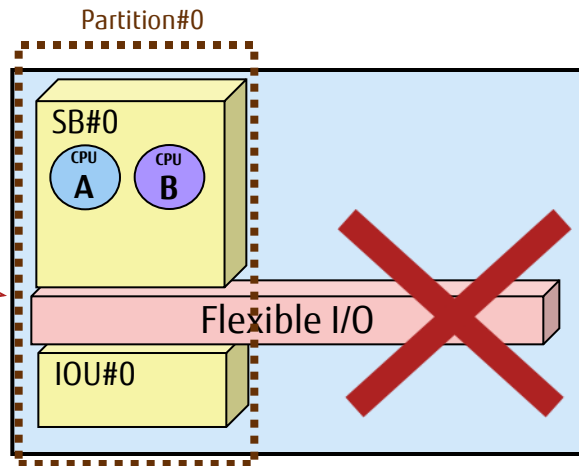 Partition#0
SB#0
CPU
A
CPU
B
Flexible I/O
IOU#0